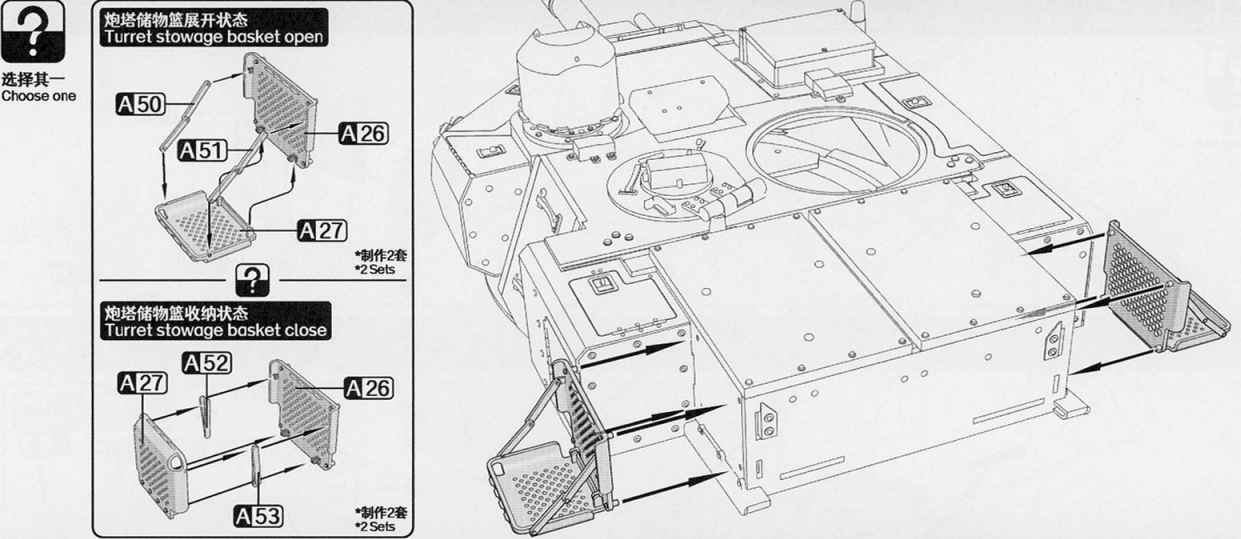 ?
选择其一
Choose one
炮塔储物篮展开状态
Turret stowage basket open
A50
A26
A51
A27
*制作2套
*2 Sets
?
炮塔储物篮收纳状态
Turret stowage basket close
A52
A27
A26
A53
*制作2套
*2 Sets